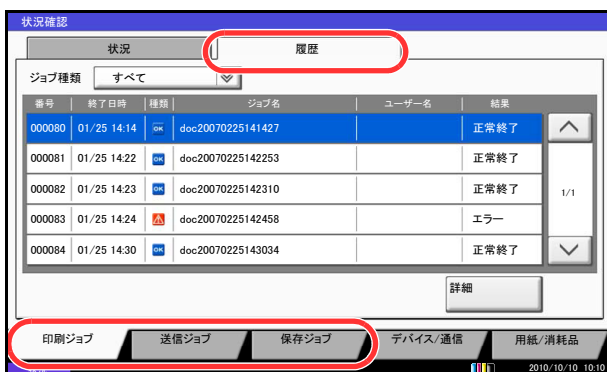 状況確認
状況 履歴
ジョブ種類 すべて
番号 終了日時 種類 ジョブ名 ユーザー名 結果
000080 01/25 14:14 OK doc20070225141427 正常終了
000081 01/25 14:22 OK doc20070225142253 正常終了
000082 01/25 14:23 OK doc20070225142310 正常終了 1/1
000083 01/25 14:24 doc20070225142458 エラー
000084 01/25 14:30 OK doc20070225143034 正常終了
詳細
印刷ジョブ 送信ジョブ 保存ジョブ デバイス/通信 用紙/消耗品
2010/10/10 10:10